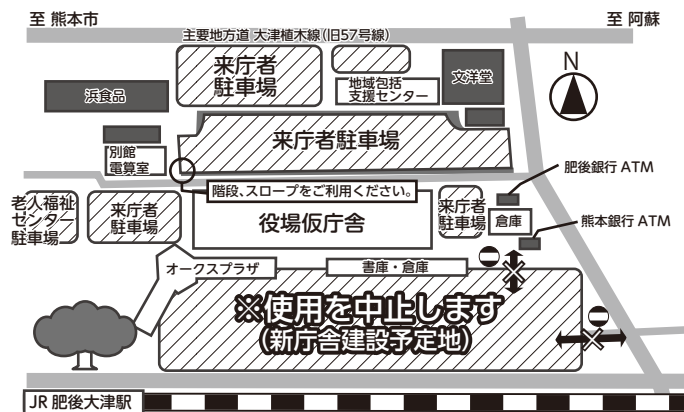 至 熊本市
至 阿蘇
主要地方道 大津植木線(旧57号線)
来庁者
駐車場
地域包括
支援センター
文洋堂
N
浜食品
来庁者駐車場
別館
電算室
肥後銀行 ATM
階段、スロープをご利用ください。
老人福祉
センター
駐車場
来庁者
駐車場
役場仮庁舎
来庁者
駐車場
倉庫
熊本銀行 ATM
オークスプラザ
書庫・倉庫
※使用を中止します
(新庁舎建設予定地)
JR 肥後大津駅